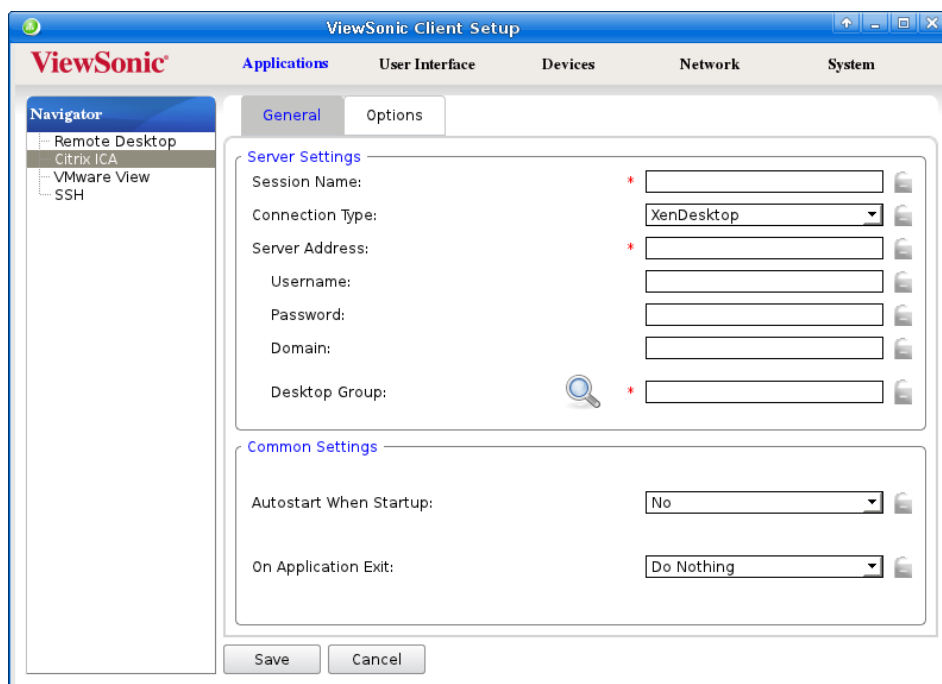 ViewSonic Client Setup
ViewSonic®
Applications User Interface Devices Network System
Navigator
Remote Desktop
Citrix ICA
VMware View
SSH
General Options
Server Settings
Session Name: *
Connection Type: XenDesktop
Server Address: *
Username:
Password:
Domain:
Desktop Group: *
Common Settings
Autostart When Startup: No
On Application Exit: Do Nothing
Save Cancel